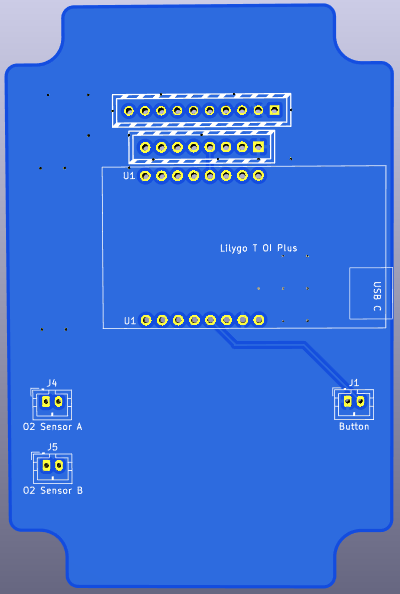 U1
LIlygo T OI Plus
USB C
U1
J4
O2 Sensor A
J1
Button
J5
O2 Sensor B